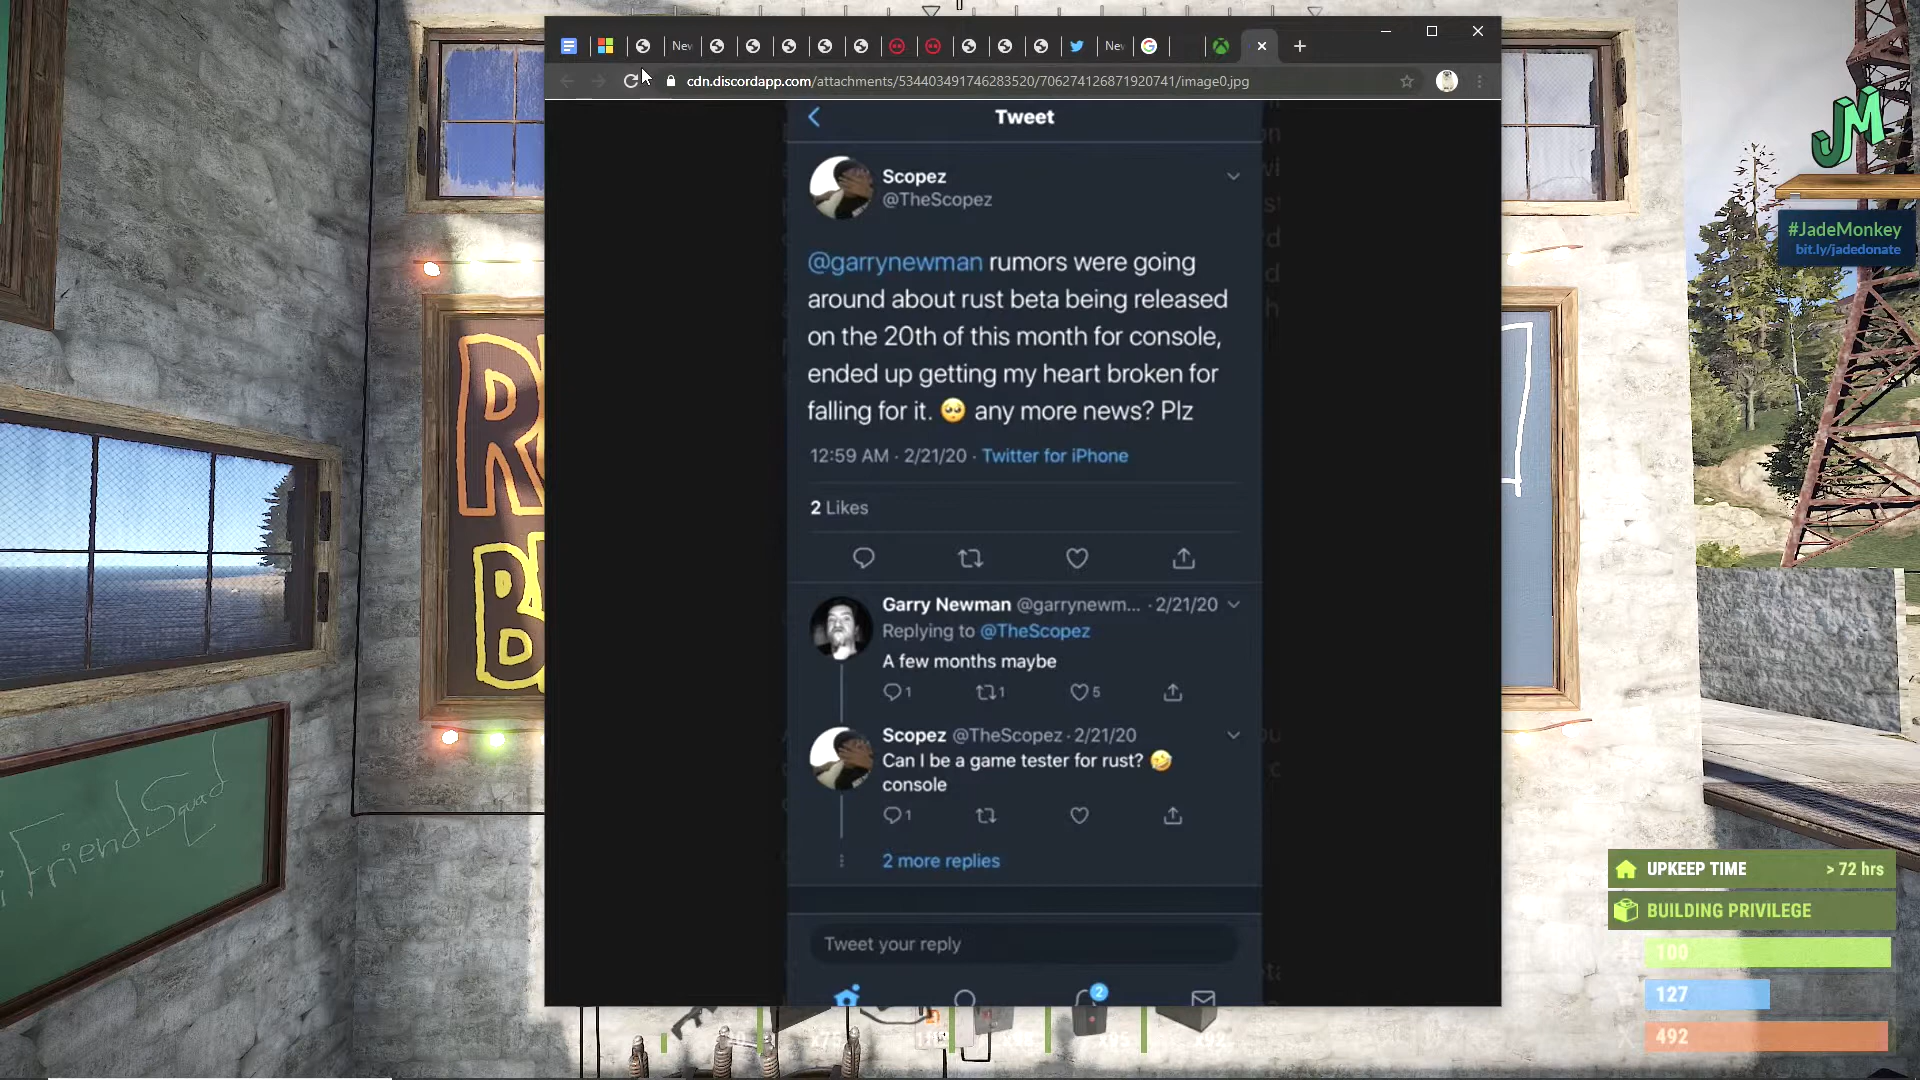 New
New
cdn.discordapp.com/attachments/534403491746283520/706274126871920741/image0.jpg
Tweet
Scopez
@TheScopez
@garrynewman rumors were going
around about rust beta being released
on the 20th of this month for console,
ended up getting my heart broken for
falling for it. 🥺 any more news? Plz
12:59 AM · 2/21/20 · Twitter for iPhone
2 Likes
Garry Newman @garrynewm... · 2/21/20
Replying to @TheScopez
A few months maybe
1 1 5
Scopez @TheScopez · 2/21/20
Can I be a game tester for rust? 🤣
console
1
2 more replies
Tweet your reply
2
JM
#JadeMonkey
bit.ly/jadedonate
FriendSquad
UPKEEP TIME > 72 hrs
BUILDING PRIVILEGE
100
127
492